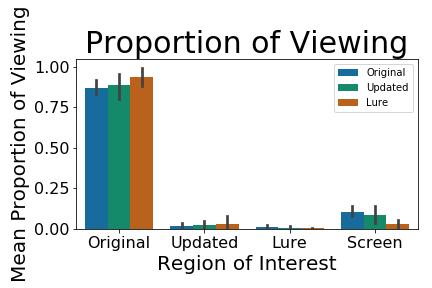 Proportion of Viewing
Mean Proportion of Viewing
1.00
0.75
0.50
0.25
0.00
Original
Updated
Lure
Original Updated Lure Screen
Region of Interest